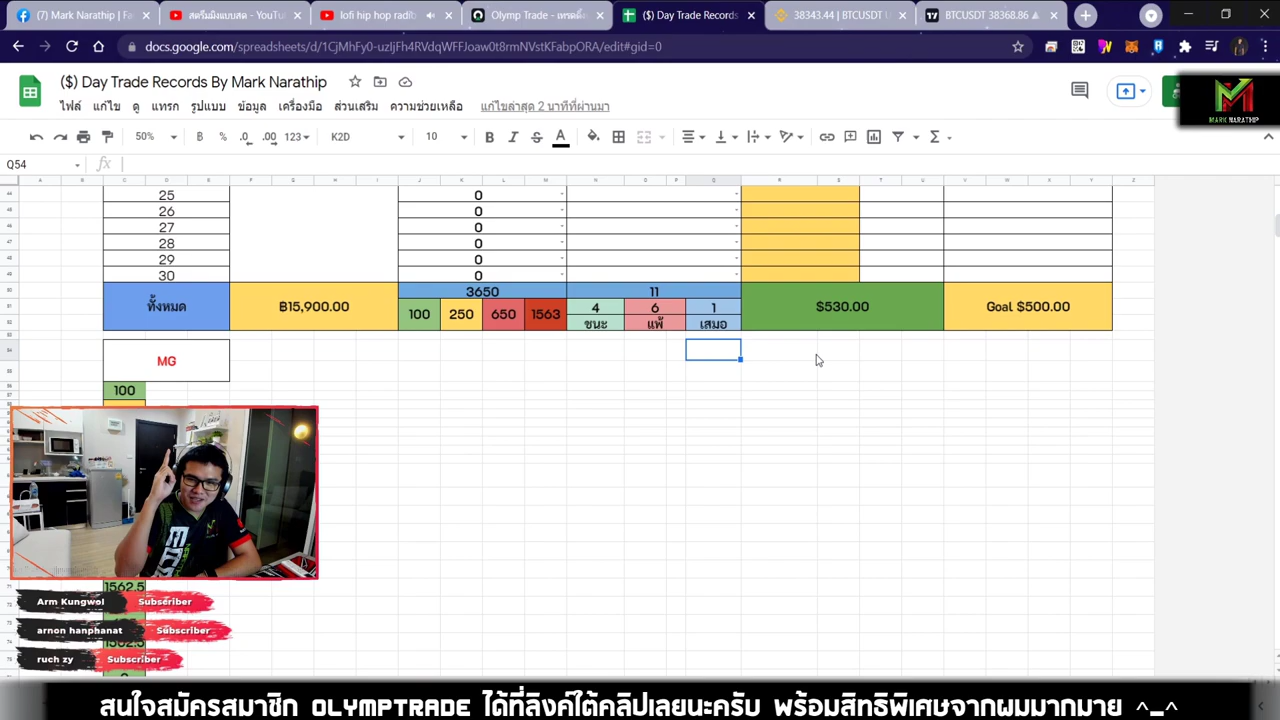 Mark Narathip | Fa
สตรีมมิงแบบสด - YouTu
lofi hip hop radio
Olymp Trade - เทรดดิ้ง
($) Day Trade Records
38343.44 | BTCUSDT
BTCUSDT 38368.86 ▲
docs.google.com/spreadsheets/d/1CjMhFy0-uzIjFh4RVdqWFFJoaw0t8rmNVstKFabpORA/edit#gid=0
($) Day Trade Records By Mark Narathip
ไฟล์ แก้ไข ดู แทรก รูปแบบ ข้อมูล เครื่องมือ ส่วนเสริม ความช่วยเหลือ แก้ไขล่าสุด 2 นาทีที่ผ่านมา
MARK NARATHIP
50% ฿ % .0 .00 123 K2D 10 B I S A
Q54 fx
A B C D E F G H I J K L M N O P Q R S T U V W X Y Z
25 0
26 0
27 0
28 0
29 0
30 0
ทั้งหมด ฿15,900.00 3650 11 $530.00 Goal $500.00
100 250 650 1563 4 6 1
ชนะ แพ้ เสมอ
MG
100
1562.5
Arm Kungwol Subscriber
arnon hanphanat Subscriber
1562.5
ruch zy Subscriber
สนใจสมัครสมาชิก OLYMPTRADE ได้ที่ลิงค์ใต้คลิปเลยนะครับ พร้อมสิทธิพิเศษจากผมมากมาย ^_^